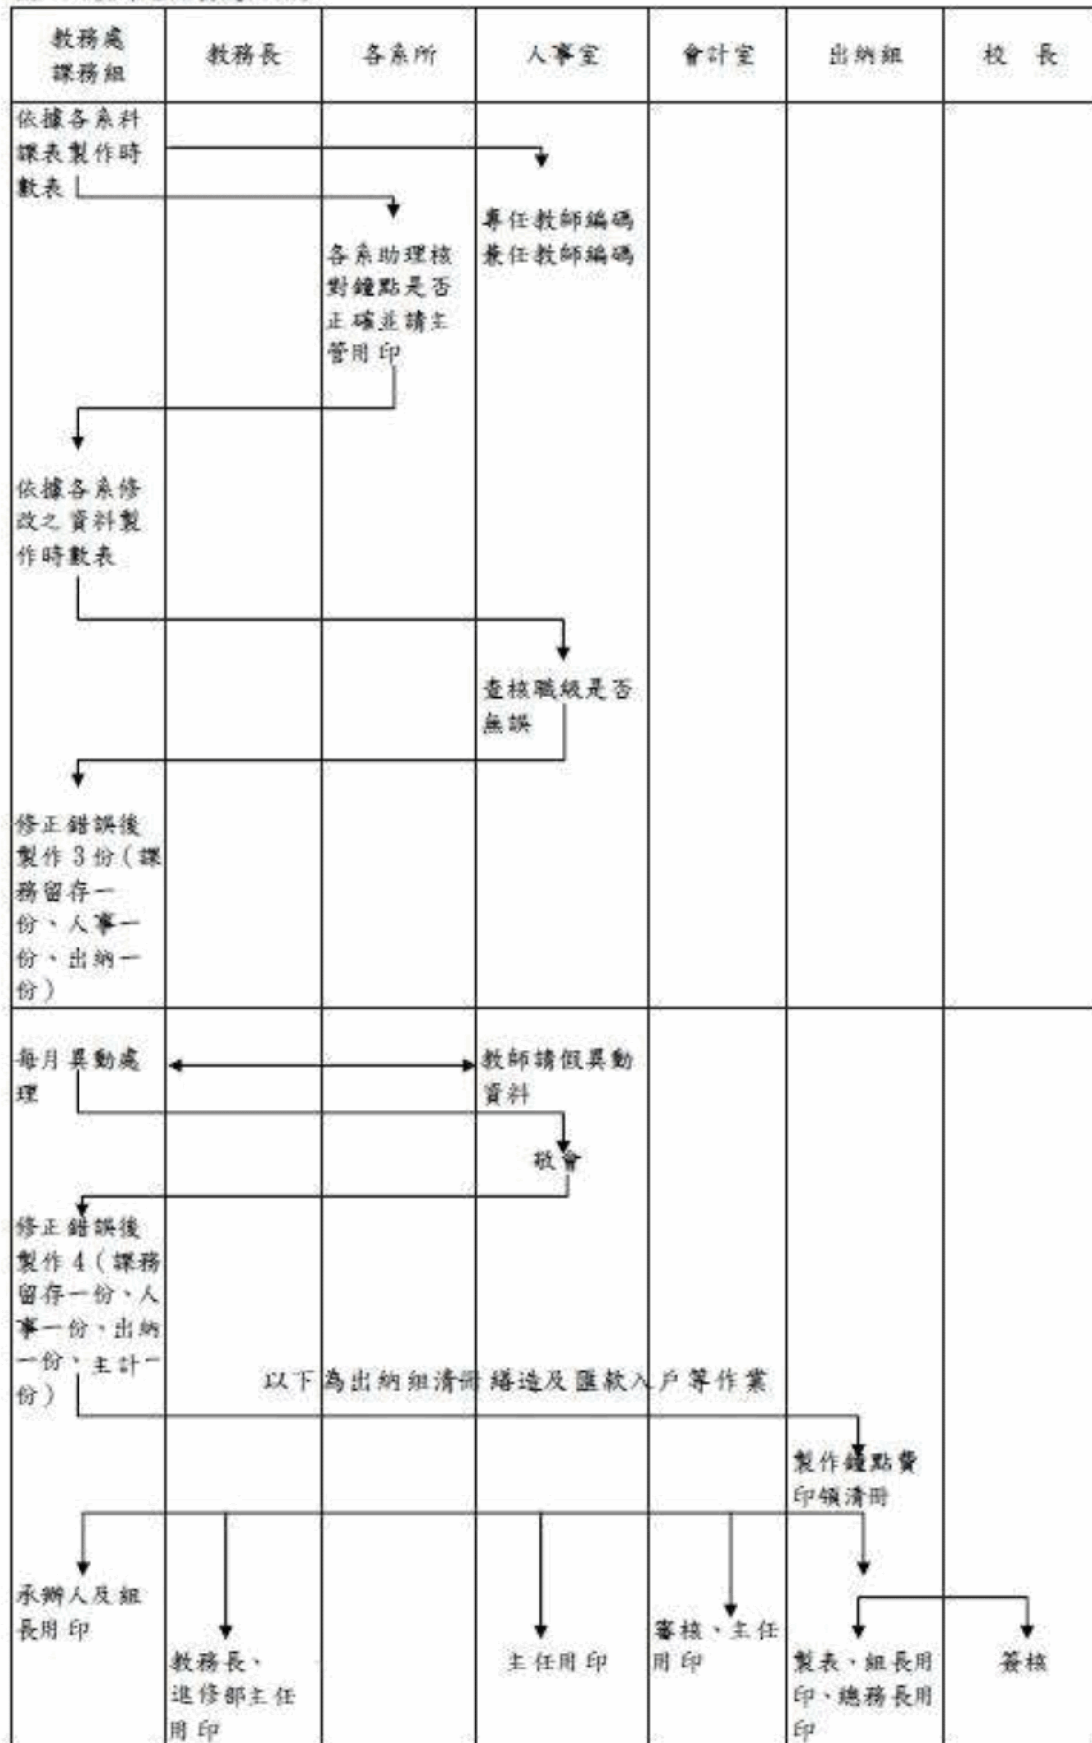 教務處
課務組
教務長
各系所
人事室
會計室
出納組
校 長
依據各系科
課表製作時
數表
專任教師編碼
兼任教師編碼
各系助理核
對鐘點是否
正確並請主
管用印
依據各系修
改之資料製
作時數表
查核職級是否
無誤
修正錯誤後
製作3份(課
務留存一
份、人事一
份、出納一
份)
每月異動處
理
教師請假異動
資料
敬會
修正錯誤後
製作4(課務
留存一份、人
事一份、出納
一份、主計一
份)
以下為出納組清冊繕造及匯款入戶等作業
製作鐘點費
印領清冊
承辦人及組
長用印
教務長、
進修部主任
用印
主任用印
審核、主任
用印
製表、組長用
印、總務長用
印
簽核